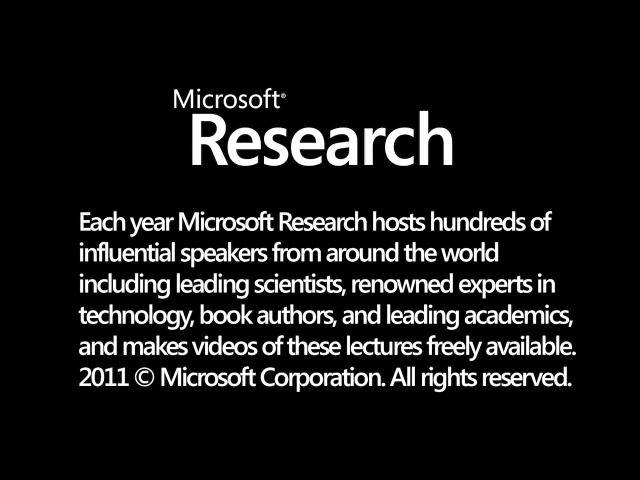 Microsoft®
Research
Each year Microsoft Research hosts hundreds of
influential speakers from around the world
including leading scientists, renowned experts in
technology, book authors, and leading academics,
and makes videos of these lectures freely available.
2011 © Microsoft Corporation. All rights reserved.